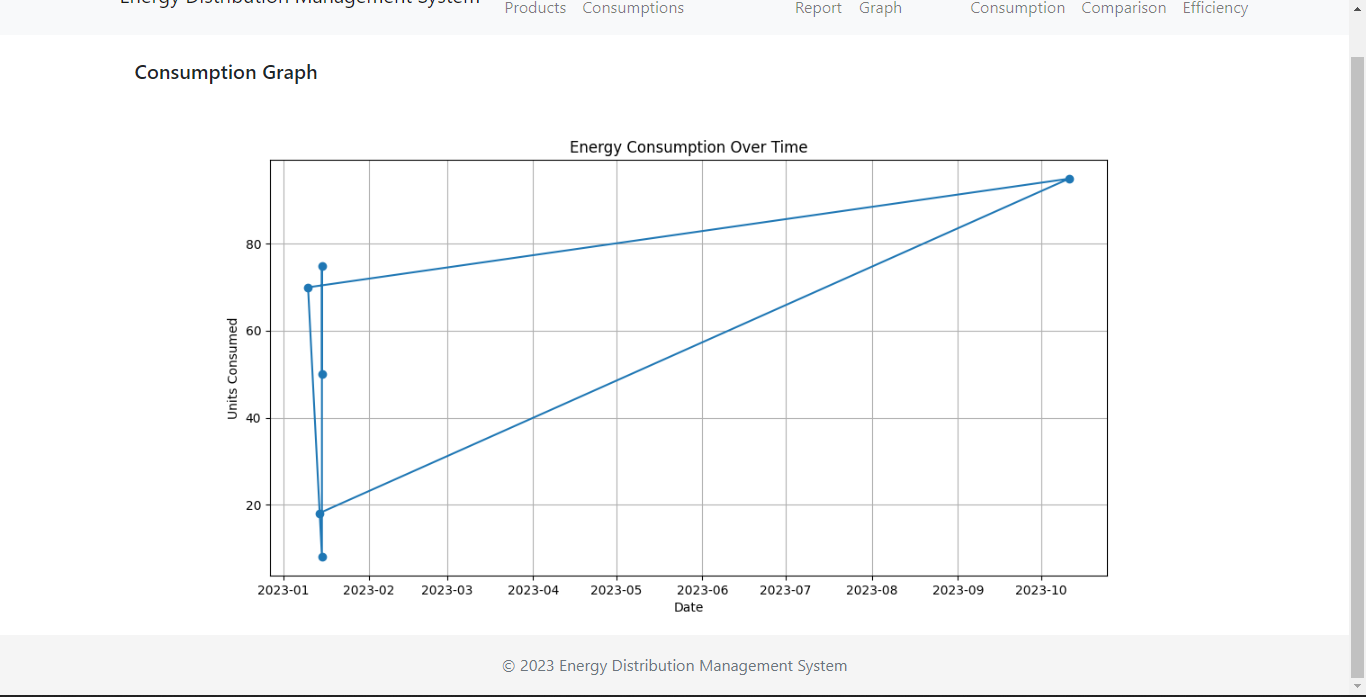 Energy Distribution Management System
Products Consumptions Report Graph Consumption Comparison Efficiency
Consumption Graph
Energy Consumption Over Time
80
60
40
20
Units Consumed
2023-01 2023-02 2023-03 2023-04 2023-05 2023-06 2023-07 2023-08 2023-09 2023-10
Date
© 2023 Energy Distribution Management System